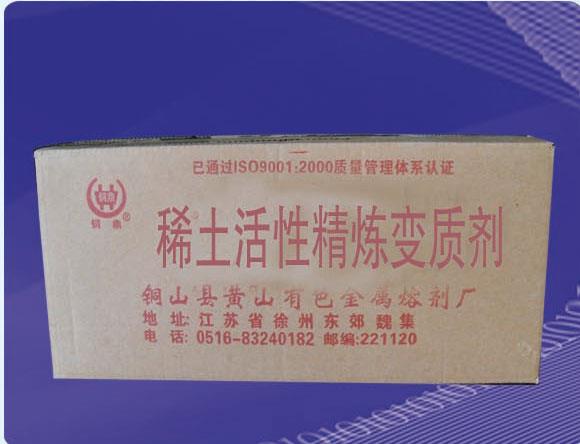 已通过ISO9001:2000质量管理体系认证
铜鼎®
稀土活性精炼变质剂
铜山县黄山有色金属熔剂厂
地 址: 江苏省徐州东郊魏集
电 话: 0516-83240182 邮编:221120